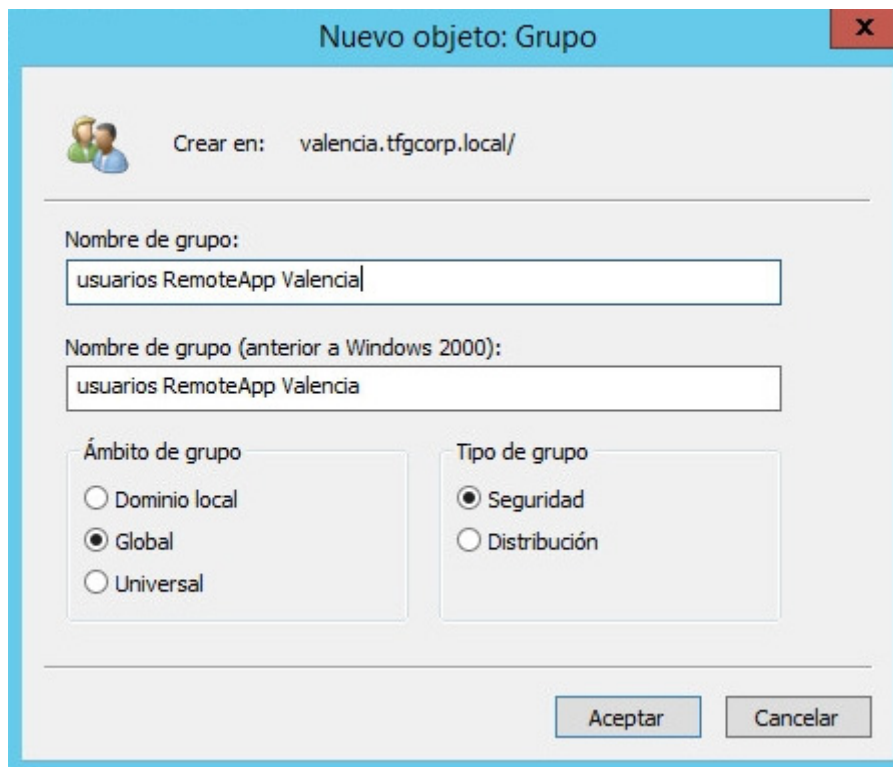 Nuevo objeto: Grupo
x
Crear en: valencia.tfgcorp.local/
Nombre de grupo:
usuarios RemoteApp Valencia
Nombre de grupo (anterior a Windows 2000):
usuarios RemoteApp Valencia
Ámbito de grupo
Dominio local
Global
Universal
Tipo de grupo
Seguridad
Distribución
Aceptar
Cancelar